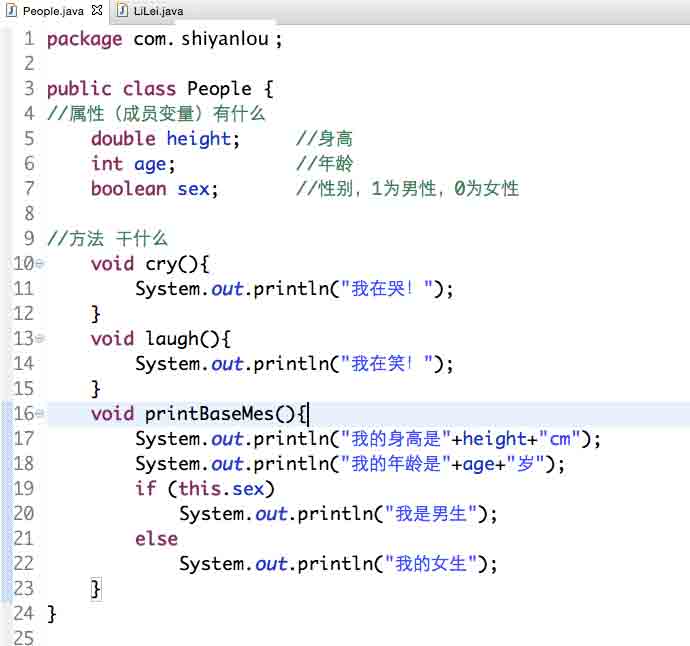 People.java LiLei.java
1 package com. shiyanlou ;
2
3 public class People {
4 //属性（成员变量）有什么
5 double height; //身高
6 int age; //年龄
7 boolean sex; //性别，1为男性，0为女性
8
9 //方法 干什么
10 void cry(){
11 System.out.println("我在哭！");
12 }
13 void laugh(){
14 System.out.println("我在笑！");
15 }
16 void printBaseMes(){
17 System.out.println("我的身高是"+height+"cm");
18 System.out.println("我的年龄是"+age+"岁");
19 if (this.sex)
20 System.out.println("我是男生");
21 else
22 System.out.println("我的女生");
23 }
24 }
25